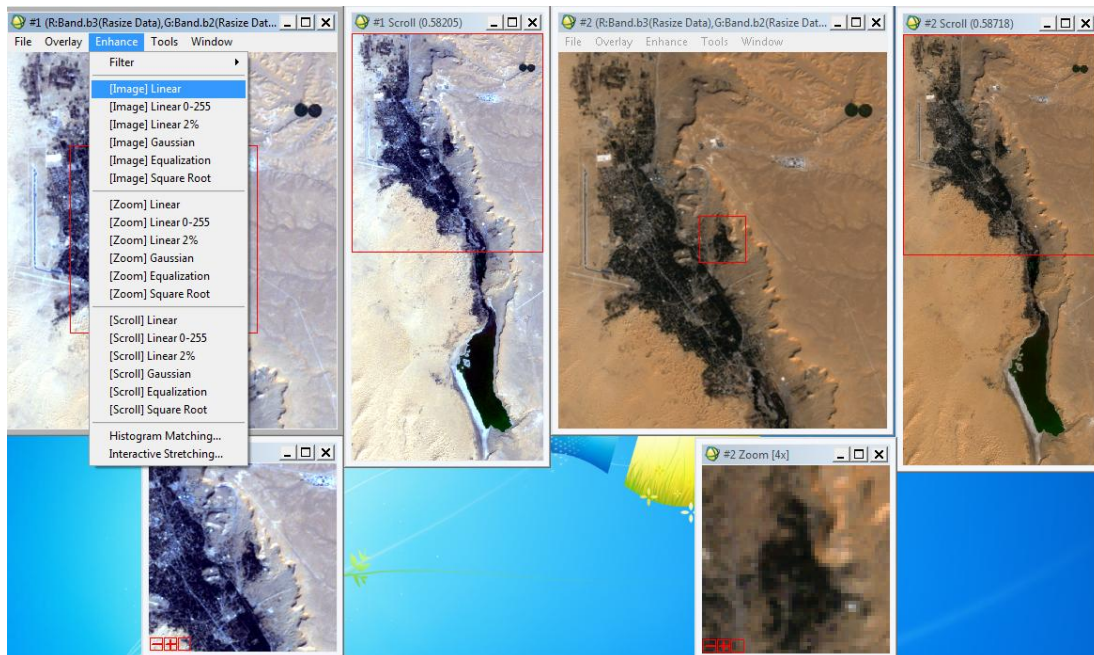 #1 (R:Band.b3(Rasize Data),G:Band.b2(Rasize Dat...
File Overlay Enhance Tools Window
Filter
[Image] Linear
[Image] Linear 0-255
[Image] Linear 2%
[Image] Gaussian
[Image] Equalization
[Image] Square Root
[Zoom] Linear
[Zoom] Linear 0-255
[Zoom] Linear 2%
[Zoom] Gaussian
[Zoom] Equalization
[Zoom] Square Root
[Scroll] Linear
[Scroll] Linear 0-255
[Scroll] Linear 2%
[Scroll] Gaussian
[Scroll] Equalization
[Scroll] Square Root
Histogram Matching...
Interactive Stretching...
#1 Scroll (0.58205)
#2 (R:Band.b3(Rasize Data),G:Band.b2(Rasize Dat...
File Overlay Enhance Tools Window
#2 Scroll (0.58718)
#2 Zoom [4x]